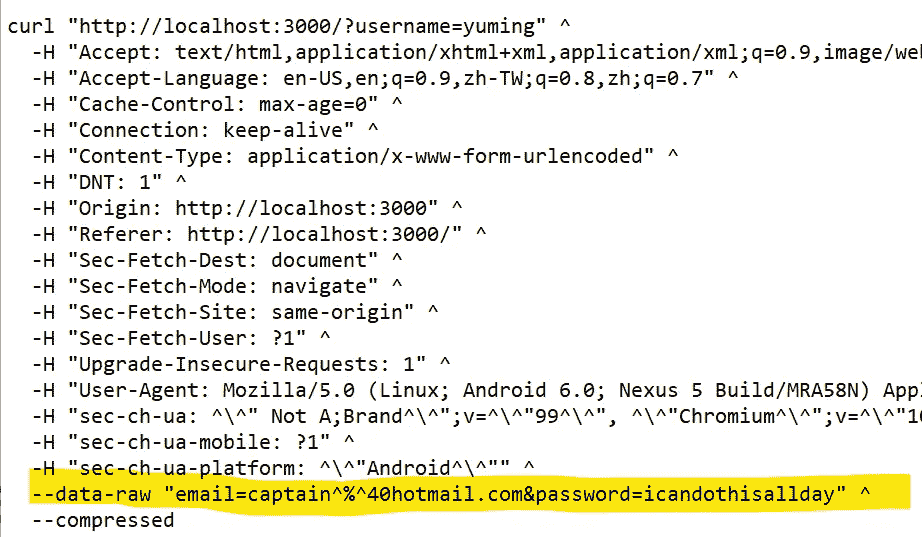 curl "http://localhost:3000/?username=yuming" ^
-H "Accept: text/html,application/xhtml+xml,application/xml;q=0.9,image/we
-H "Accept-Language: en-US,en;q=0.9,zh-TW;q=0.8,zh;q=0.7" ^
-H "Cache-Control: max-age=0" ^
-H "Connection: keep-alive" ^
-H "Content-Type: application/x-www-form-urlencoded" ^
-H "DNT: 1" ^
-H "Origin: http://localhost:3000" ^
-H "Referer: http://localhost:3000/" ^
-H "Sec-Fetch-Dest: document" ^
-H "Sec-Fetch-Mode: navigate" ^
-H "Sec-Fetch-Site: same-origin" ^
-H "Sec-Fetch-User: ?1" ^
-H "Upgrade-Insecure-Requests: 1" ^
-H "User-Agent: Mozilla/5.0 (Linux; Android 6.0; Nexus 5 Build/MRA58N) Appl
-H "sec-ch-ua: ^\^" Not A;Brand^\^";v=^\^"99^\^", ^\^"Chromium^\^";v=^\^"10
-H "sec-ch-ua-mobile: ?1" ^
-H "sec-ch-ua-platform: ^\^"Android^\^"" ^
--data-raw "email=captain^%^40hotmail.com&password=icandothisallday" ^
--compressed